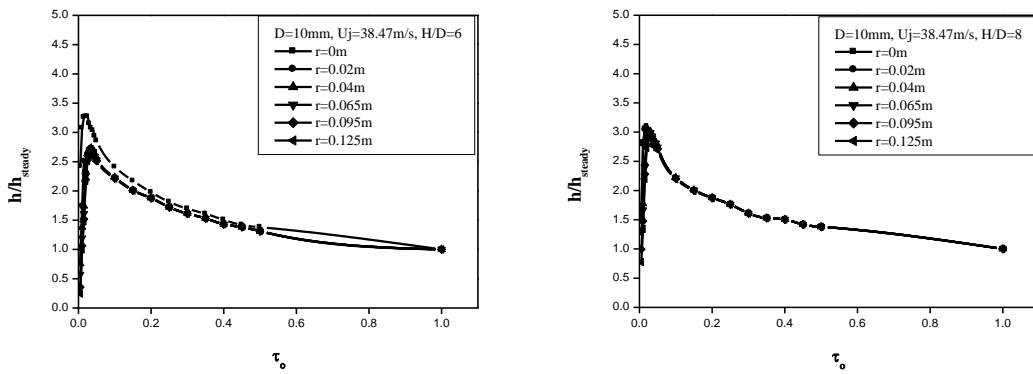 D=10mm, Uj=38.47m/s, H/D=6
r=0m
r=0.02m
r=0.04m
r=0.065m
r=0.095m
r=0.125m
h/h_steady
5.0
4.5
4.0
3.5
3.0
2.5
2.0
1.5
1.0
0.5
0.0
0.0 0.2 0.4 0.6 0.8 1.0
τ_o
D=10mm, Uj=38.47m/s, H/D=8
r=0m
r=0.02m
r=0.04m
r=0.065m
r=0.095m
r=0.125m
h/h_steady
5.0
4.5
4.0
3.5
3.0
2.5
2.0
1.5
1.0
0.5
0.0
0.0 0.2 0.4 0.6 0.8 1.0
τ_o